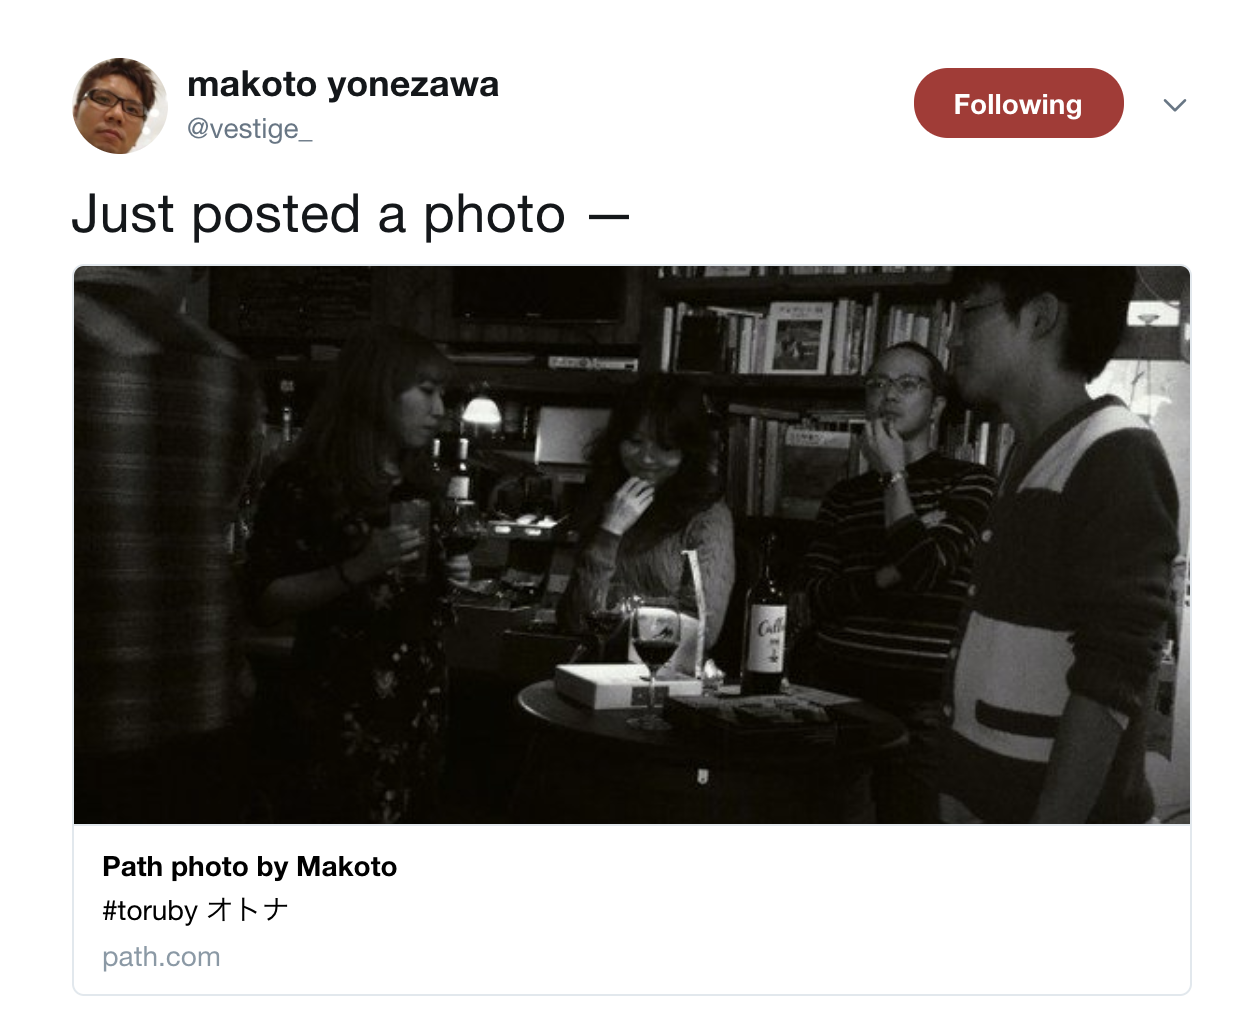 makoto yonezawa
@vestige_
Following
Just posted a photo —
Path photo by Makoto
#toruby オトナ
path.com